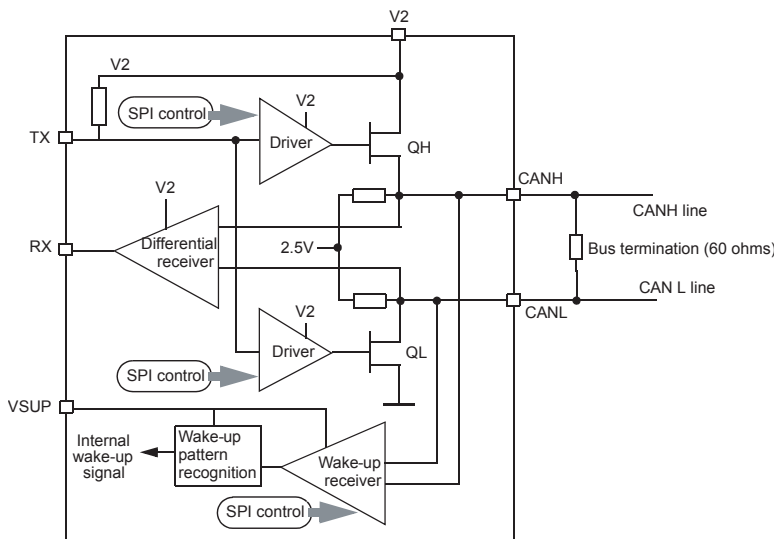 V2
V2
SPI control
V2
TX
Driver
QH
CANH
V2
CANH line
RX
Differential
receiver
2.5V
Bus termination (60 ohms)
CAN L line
V2
CANL
Driver
QL
SPI control
VSUP
Internal
wake-up
signal
Wake-up
pattern
recognition
Wake-up
receiver
SPI control